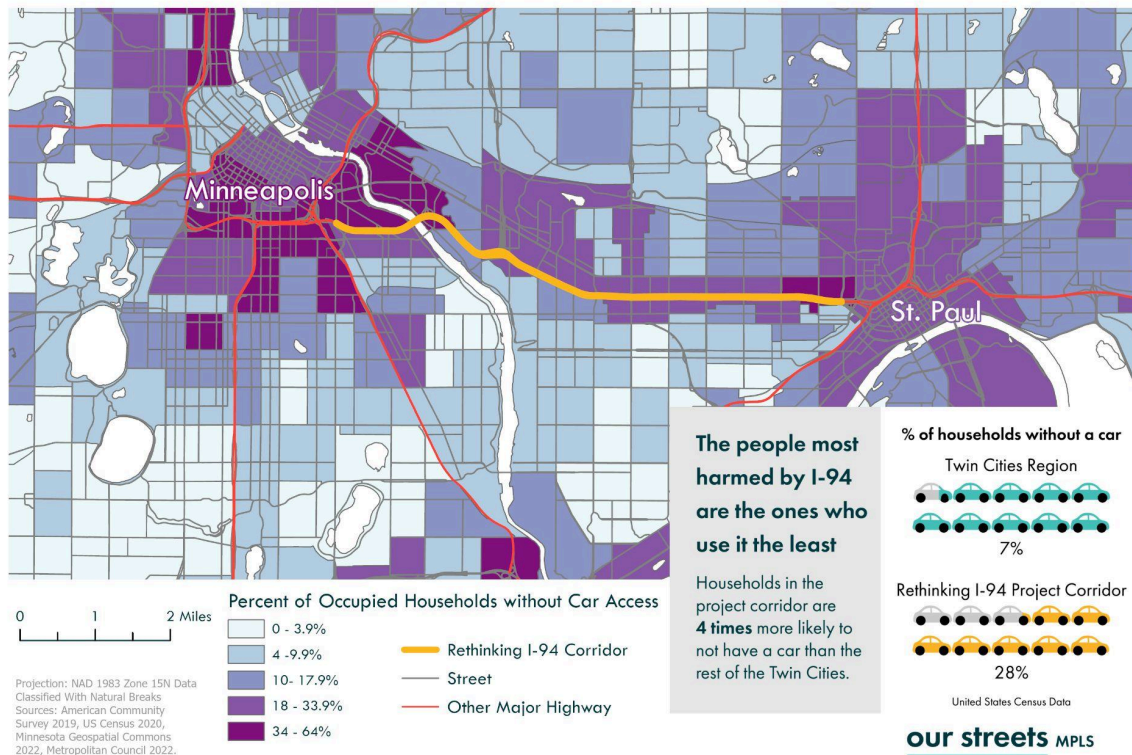 Minneapolis
St. Paul
The people most
harmed by I-94
are the ones who
use it the least
Households in the
project corridor are
4 times more likely to
not have a car than the
rest of the Twin Cities.
% of households without a car
Twin Cities Region
7%
Rethinking I-94 Project Corridor
28%
United States Census Data
our streets MPLS
0 1 2 Miles
Projection: NAD 1983 Zone 15N Data
Classified With Natural Breaks
Sources: American Community
Survey 2019, US Census 2020,
Minnesota Geospatial Commons
2022, Metropolitan Council 2022.
Percent of Occupied Households without Car Access
0 - 3.9%
4 -9.9%
10- 17.9%
18 - 33.9%
34 - 64%
Rethinking I-94 Corridor
Street
Other Major Highway